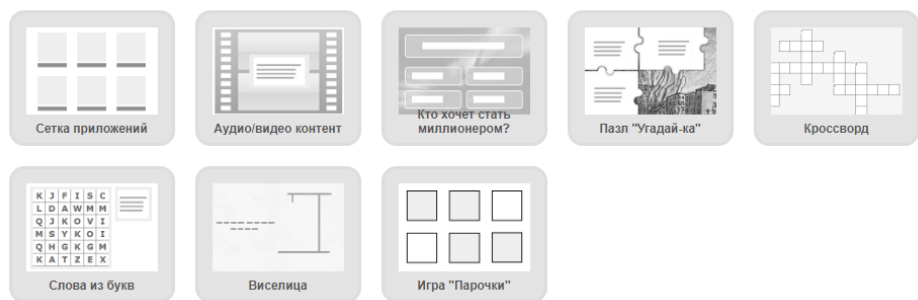 Сетка приложений
Аудио/видео контент
Кто хочет стать
миллионером?
Пазл "Угадай-ка"
Кроссворд
K J F I S C
L D A W M M
Q J K O V I
M S Y K O I
Q H G K G M
K A T Z E X
Слова из букв
Виселица
Игра "Парочки"